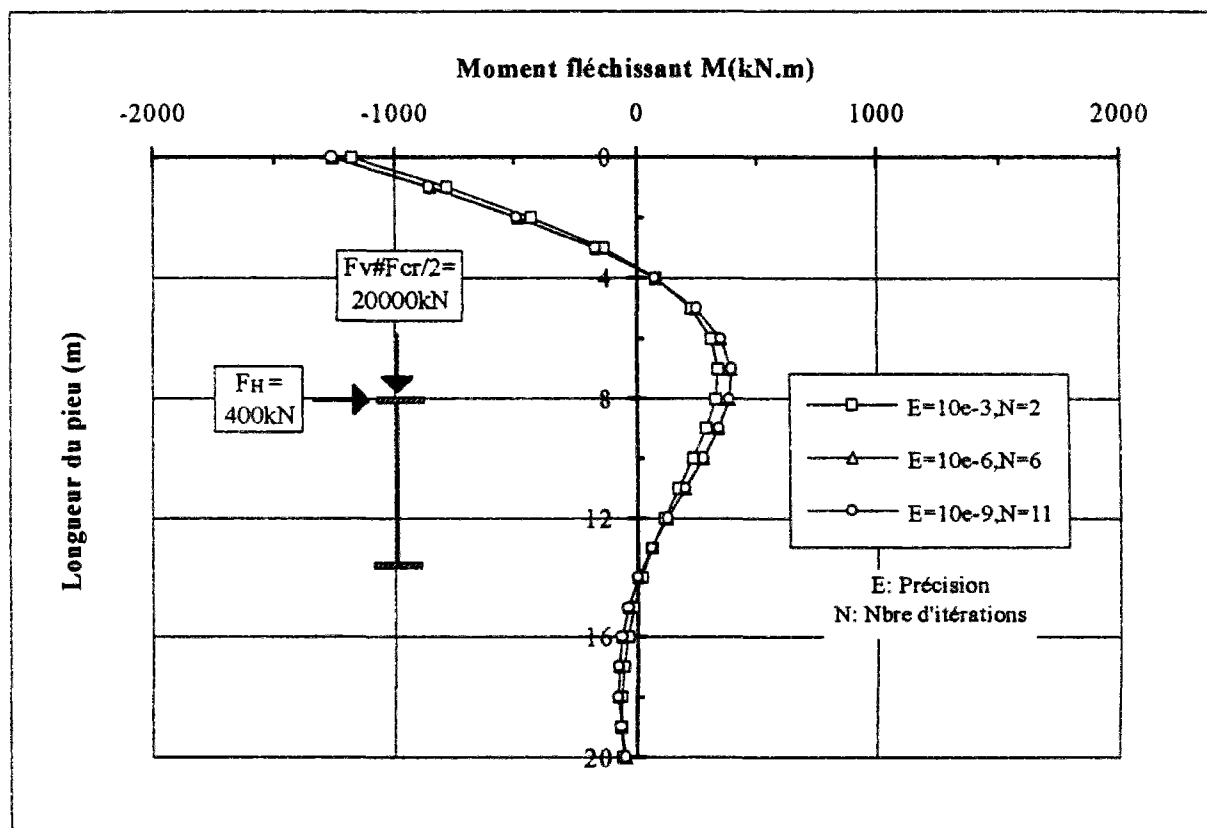 Moment fléchissant M(kN.m)
-2000 -1000 0 1000 2000
0
Fv#Fcr/2=
20000kN
4
FH =
400kN
8
E=10e-3,N=2
E=10e-6,N=6
E=10e-9,N=11
12
E: Précision
N: Nbre d'itérations
16
20
Longueur du pieu (m)